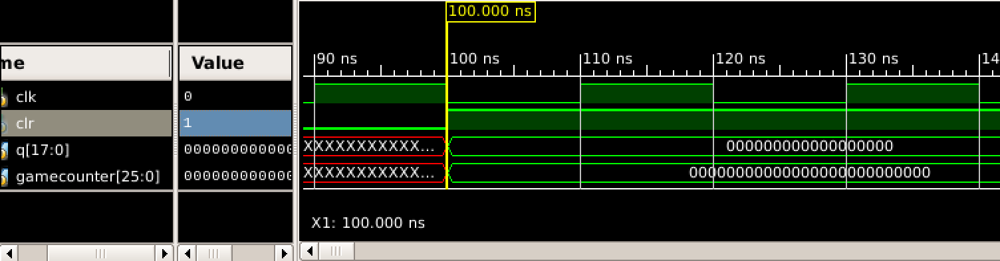 100.000 ns
90 ns 100 ns 110 ns 120 ns 130 ns 14
me Value
clk 0
clr 1
q[17:0] 000000000000 XXXXXXXXXXX... 000000000000000000
gamecounter[25:0] 000000000000 XXXXXXXXXXX... 00000000000000000000000000
X1: 100.000 ns